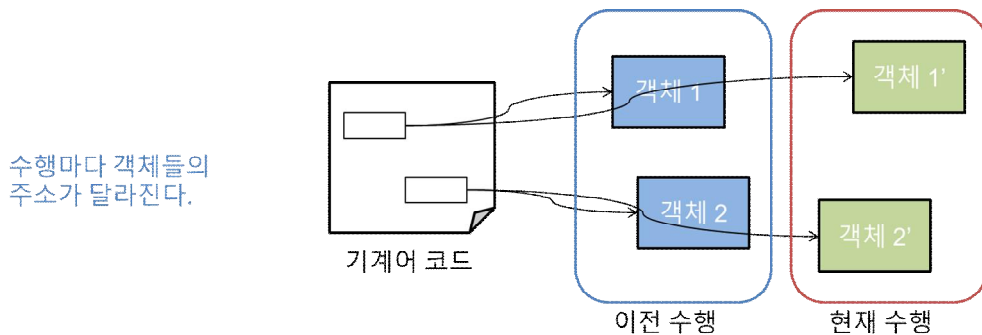 수행마다 객체들의
주소가 달라진다.
기계어 코드
객체 1
객체 2
이전 수행
객체 1’
객체 2’
현재 수행